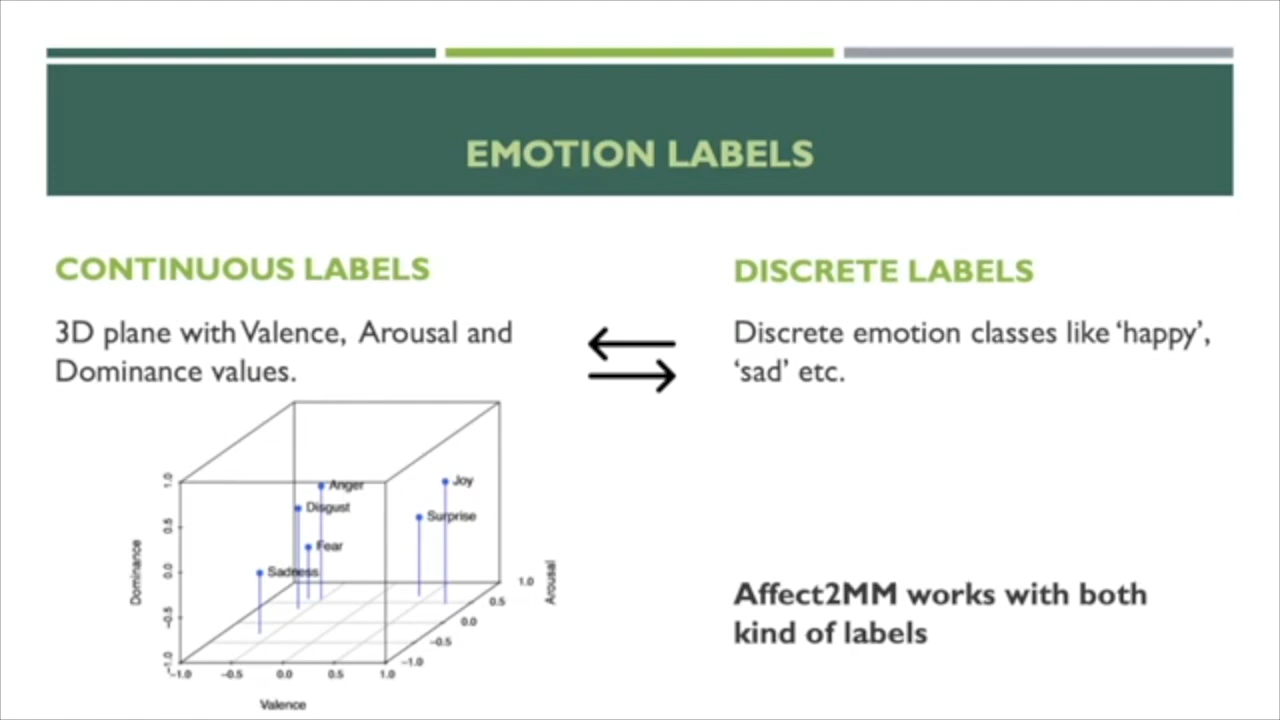 EMOTION LABELS
CONTINUOUS LABELS
3D plane with Valence, Arousal and
Dominance values.
DISCRETE LABELS
Discrete emotion classes like ‘happy’,
‘sad’ etc.
Anger
Joy
Disgust
Surprise
Fear
Sadness
Dominance
1.0
0.5
0.0
-0.5
-1.0
-1.0
-0.5
0.0
0.5
1.0
Valence
-1.0
-0.5
0.0
0.5
1.0
Arousal
Affect2MM works with both
kind of labels